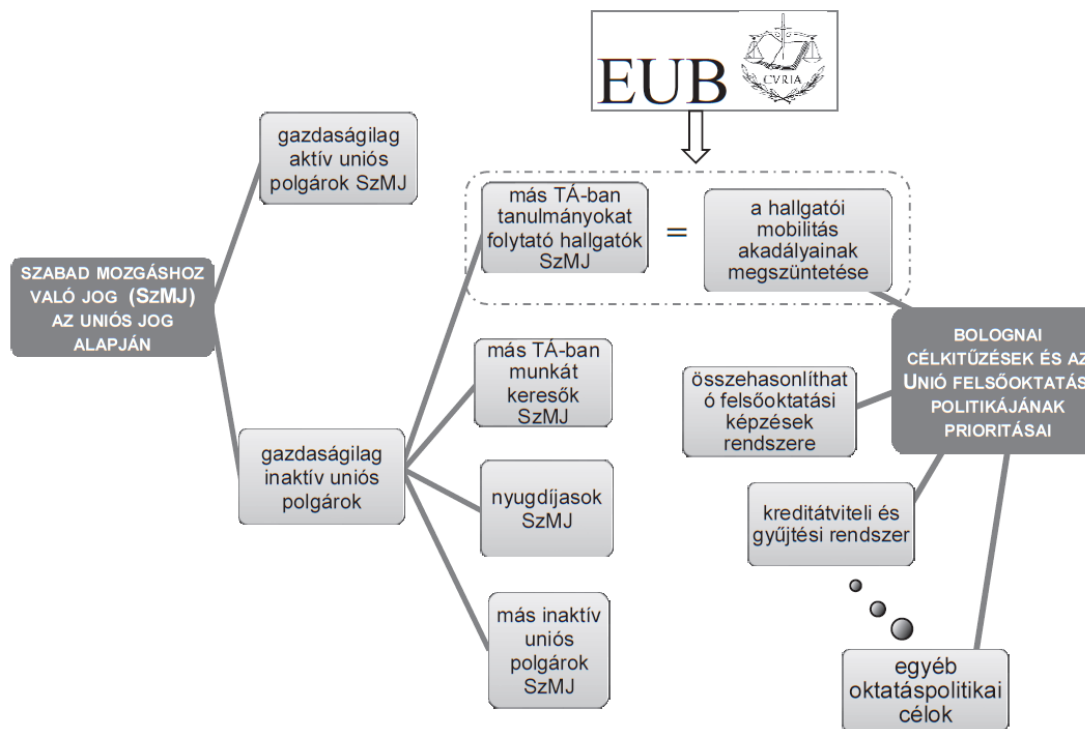 EUB
CVRIA
gazdaságilag
aktív uniós
polgárok SzMJ
más TÁ-ban
tanulmányokat
folytató hallgatók
SzMJ
=
a hallgatói
mobilitás
akadályainak
megszüntetése
SZABAD MOZGÁSHOZ
VALÓ JOG (SZMJ)
AZ UNIÓS JOG
ALAPJÁN
más TÁ-ban
munkát
keresők
SzMJ
összehasonlíthat
ó felsőoktatási
képzések
rendszere
BOLOGNAI
CÉLKITŰZÉSEK ÉS AZ
UNIÓ FELSŐOKTATÁS
POLITIKÁJÁNAK
PRIORITÁSAI
gazdaságilag
inaktív uniós
polgárok
nyugdíjasok
SzMJ
kreditátviteli és
gyűjtési rendszer
más inaktív
uniós
polgárok
SzMJ
egyéb
oktatáspolitikai
célok